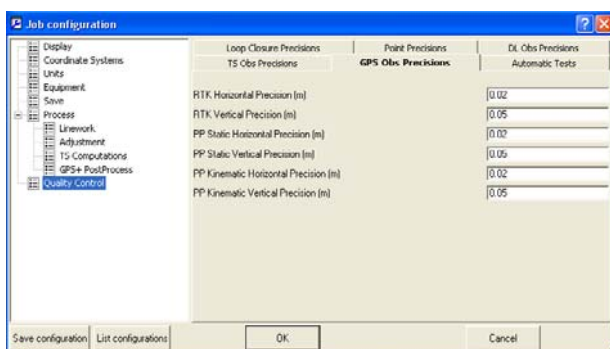 Job configuration
Display
Coordinate Systems
Units
Equipment
Save
Process
Linework
Adjustment
TS Computations
GPS+ PostProcess
Quality Control
Loop Closure Precisions
Point Precisions
DL Obs Precisions
TS Obs Precisions
GPS Obs Precisions
Automatic Tests
RTK Horizontal Precision (m) 0.02
RTK Vertical Precision (m) 0.05
PP Static Horizontal Precision (m) 0.02
PP Static Vertical Precision (m) 0.05
PP Kinematic Horizontal Precision (m) 0.02
PP Kinematic Vertical Precision (m) 0.05
Save configuration
List configurations
OK
Cancel